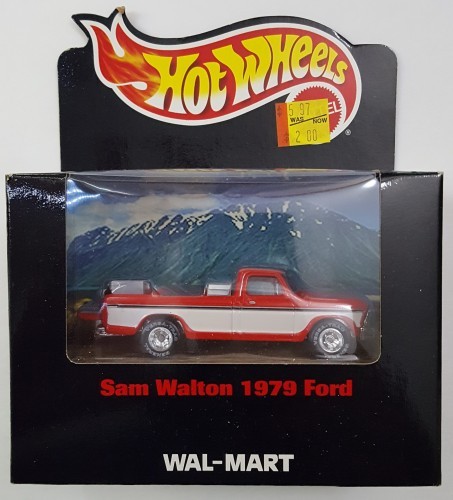 Hot Wheels
5.97
WAS NOW
2.00
Sam Walton 1979 Ford
WAL-MART